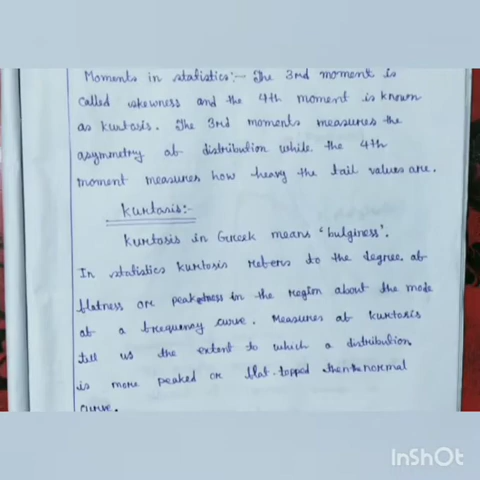 Moments in statistics:- The 3rd moment is
called skewness and the 4th moment is known
as kurtosis. The 3rd moments measures the
asymmetry of distribution while the 4th
moment measures how heavy the tail values are.
Kurtosis:-
Kurtosis in Greek means 'bulginess'.
In statistics kurtosis refers to the degree of
flatness or peakedness in the region about the mode
of a frequency curve. Measures of kurtosis
tell us the extent to which a distribution
is more peaked or flat-topped than the normal
curve.
InShOt